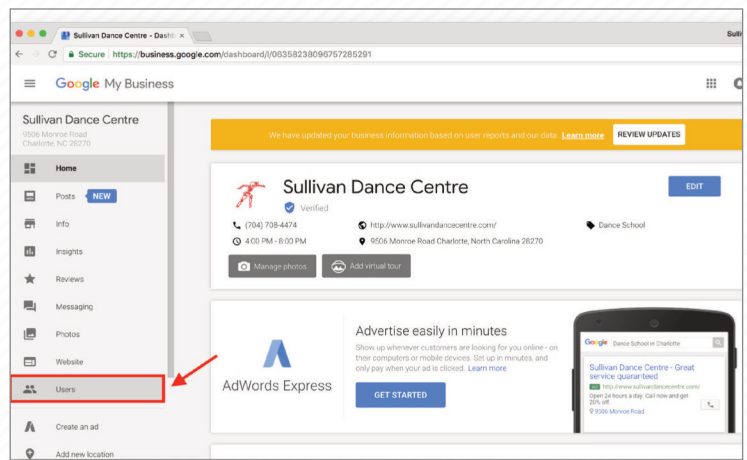 Sullivan Dance Centre - Dashb ×
https://business.google.com/dashboard/l/06358238096757285291
Secure
Google My Business
Sullivan Dance Centre
9506 Monroe Road
Charlotte, NC 28270
Home
Posts NEW
Info
Insights
Reviews
Messaging
Photos
Website
Users
Create an ad
Add new location
We have updated your business information based on user reports and our data. Learn more REVIEW UPDATES
Sullivan Dance Centre
EDIT
Verified
(704) 708-4474 http://www.sullivandancecentre.com/ Dance School
4:00 PM - 8:00 PM 9506 Monroe Road Charlotte, North Carolina 28270
Manage photos Add virtual tour
AdWords Express
Advertise easily in minutes
Show up whenever customers are looking for you online - on
their computers or mobile devices. Set up in minutes, and
only pay when your ad is clicked. Learn more
GET STARTED
Google Dance School in Charlotte
Sullivan Dance Centre - Great
service guaranteed
Ad http://www.sullivandancecentre.com/
Open 24 hours a day. Call now and get
20% off.
9506 Monroe Road